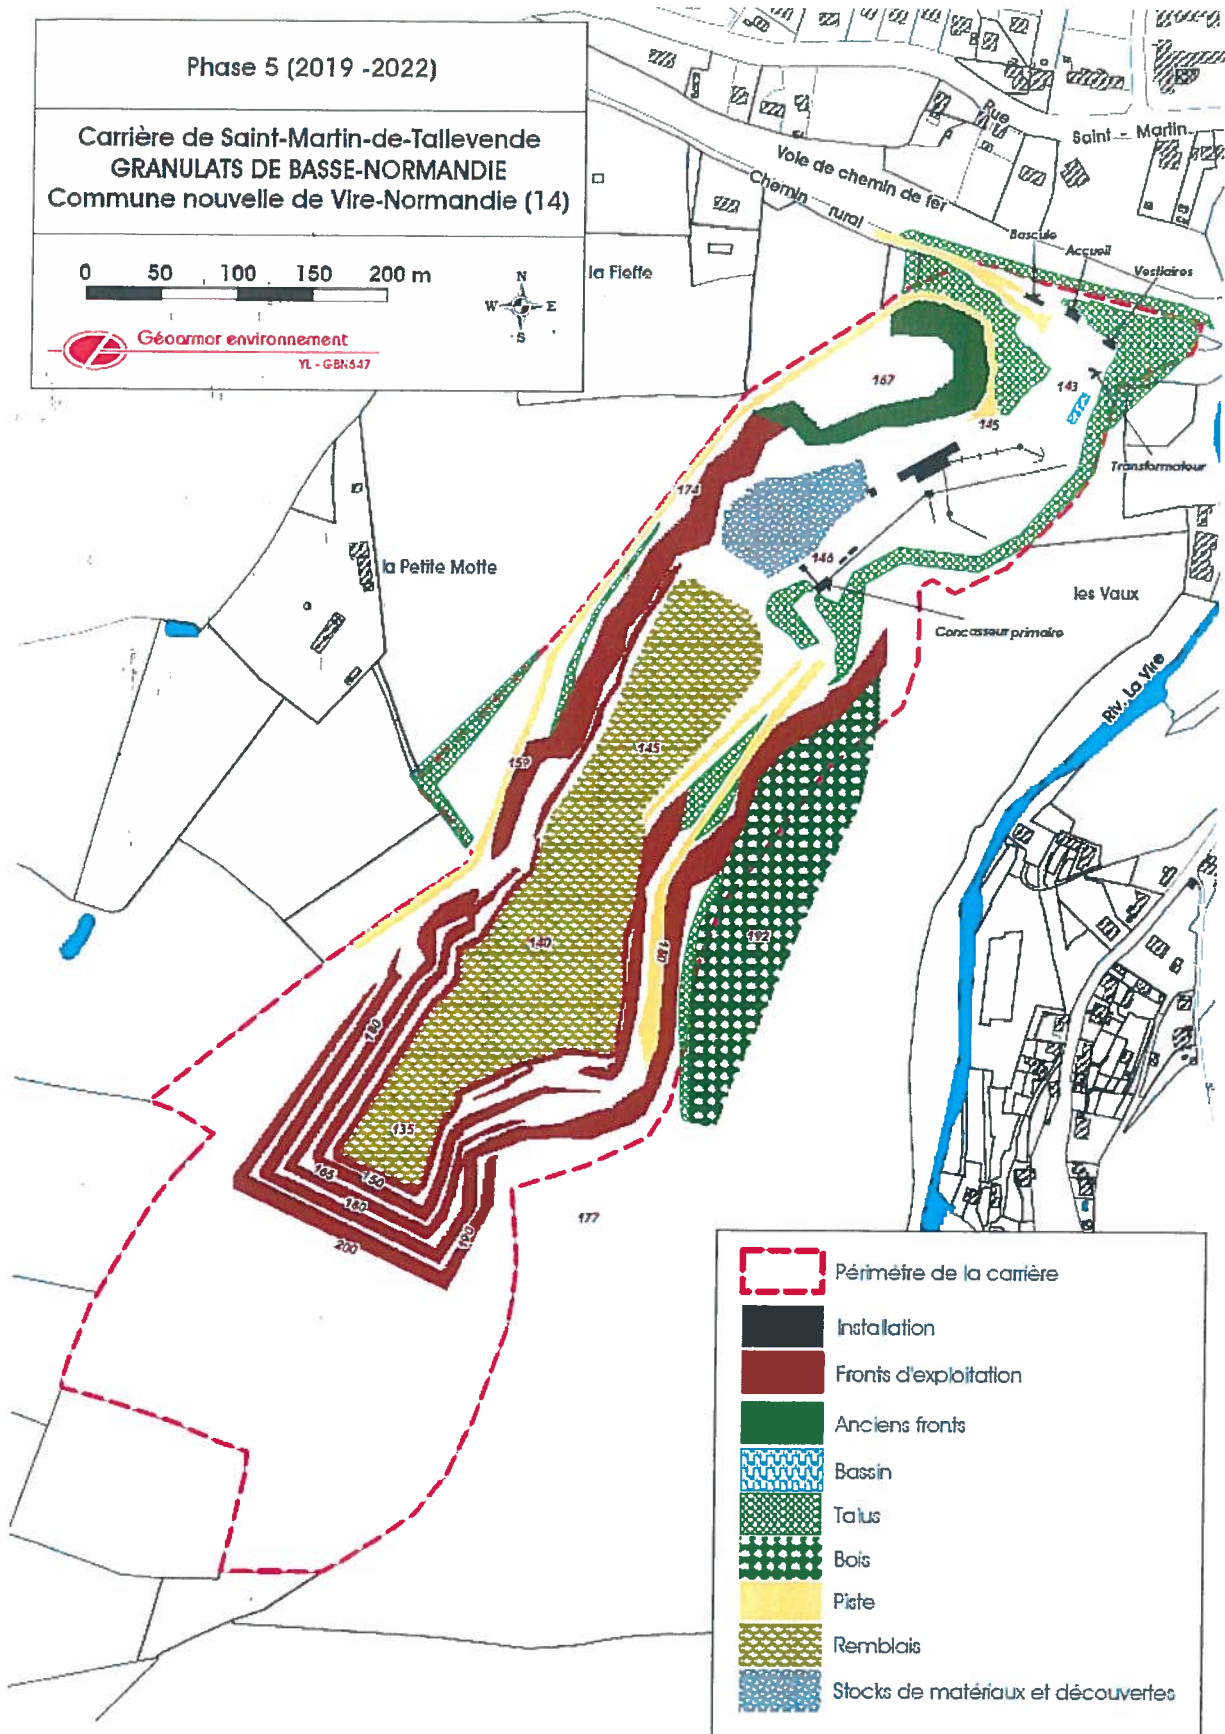 Phase 5 (2019 -2022)
Carrière de Saint-Martin-de-Tallevende
GRANULATS DE BASSE-NORMANDIE
Commune nouvelle de Vire-Normandie (14)
0 50 100 150 200 m
N
W E
S
Géoarmor environnement
YL - GBN547
Rue
Saint - Martin
Voie de chemin de fer
Chemin rural
Bascule
Accueil
Vestiaires
la Fieffe
167
143
145
Transformateur
174
146
la Petite Motte
les Vaux
Concasseur primaire
Riv. La Vire
145
159
192
140
180
180
135
165
150
180
190
200
177
Périmètre de la carrière
Installation
Fronts d'exploitation
Anciens fronts
Bassin
Talus
Bois
Piste
Remblais
Stocks de matériaux et découvertes